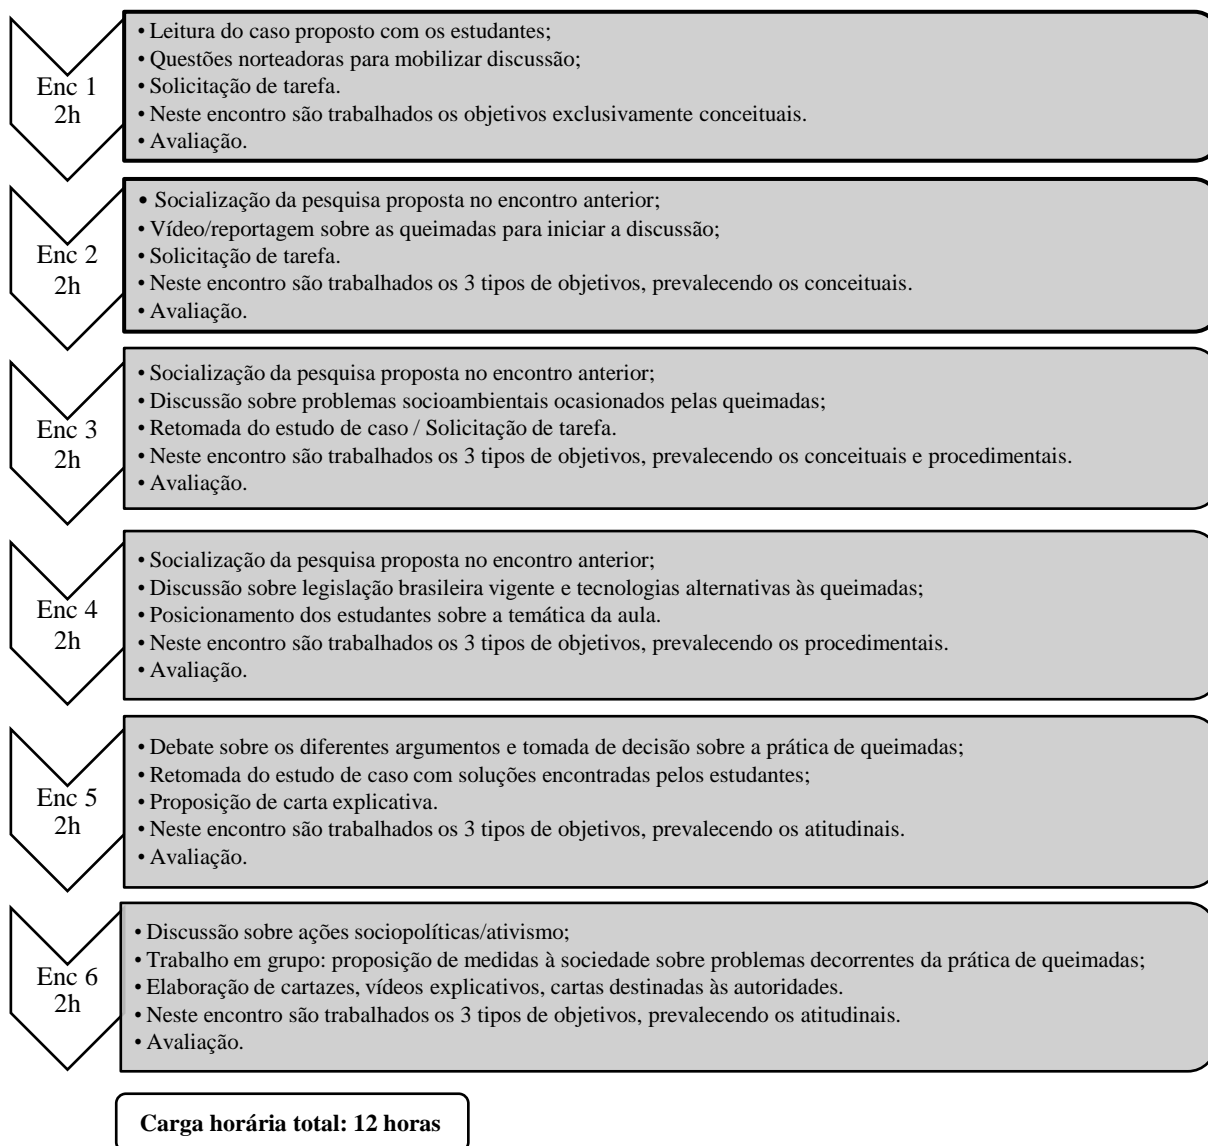 Enc 1
2h
• Leitura do caso proposto com os estudantes;
• Questões norteadoras para mobilizar discussão;
• Solicitação de tarefa.
• Neste encontro são trabalhados os objetivos exclusivamente conceituais.
• Avaliação.
Enc 2
2h
• Socialização da pesquisa proposta no encontro anterior;
• Vídeo/reportagem sobre as queimadas para iniciar a discussão;
• Solicitação de tarefa.
• Neste encontro são trabalhados os 3 tipos de objetivos, prevalecendo os conceituais.
• Avaliação.
Enc 3
2h
• Socialização da pesquisa proposta no encontro anterior;
• Discussão sobre problemas socioambientais ocasionados pelas queimadas;
• Retomada do estudo de caso / Solicitação de tarefa.
• Neste encontro são trabalhados os 3 tipos de objetivos, prevalecendo os conceituais e procedimentais.
• Avaliação.
Enc 4
2h
• Socialização da pesquisa proposta no encontro anterior;
• Discussão sobre legislação brasileira vigente e tecnologias alternativas às queimadas;
• Posicionamento dos estudantes sobre a temática da aula.
• Neste encontro são trabalhados os 3 tipos de objetivos, prevalecendo os procedimentais.
• Avaliação.
Enc 5
2h
• Debate sobre os diferentes argumentos e tomada de decisão sobre a prática de queimadas;
• Retomada do estudo de caso com soluções encontradas pelos estudantes;
• Proposição de carta explicativa.
• Neste encontro são trabalhados os 3 tipos de objetivos, prevalecendo os atitudinais.
• Avaliação.
Enc 6
2h
• Discussão sobre ações sociopolíticas/ativismo;
• Trabalho em grupo: proposição de medidas à sociedade sobre problemas decorrentes da prática de queimadas;
• Elaboração de cartazes, vídeos explicativos, cartas destinadas às autoridades.
• Neste encontro são trabalhados os 3 tipos de objetivos, prevalecendo os atitudinais.
• Avaliação.
Carga horária total: 12 horas